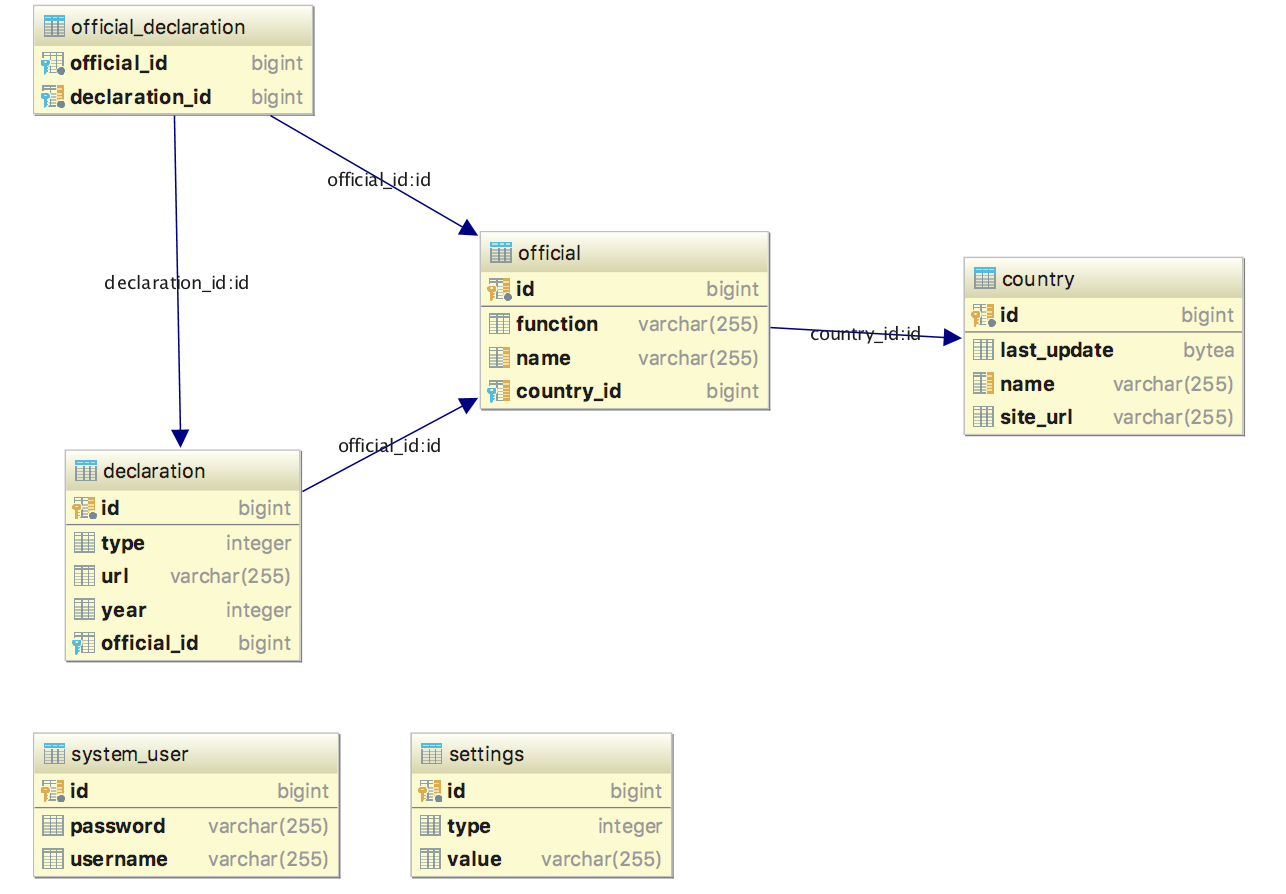 official_declaration
official_id bigint
declaration_id bigint
official_id:id
declaration_id:id
official
id bigint
function varchar(255)
name varchar(255)
country_id bigint
country_id:id
country
id bigint
last_update bytea
name varchar(255)
site_url varchar(255)
official_id:id
declaration
id bigint
type integer
url varchar(255)
year integer
official_id bigint
system_user
id bigint
password varchar(255)
username varchar(255)
settings
id bigint
type integer
value varchar(255)